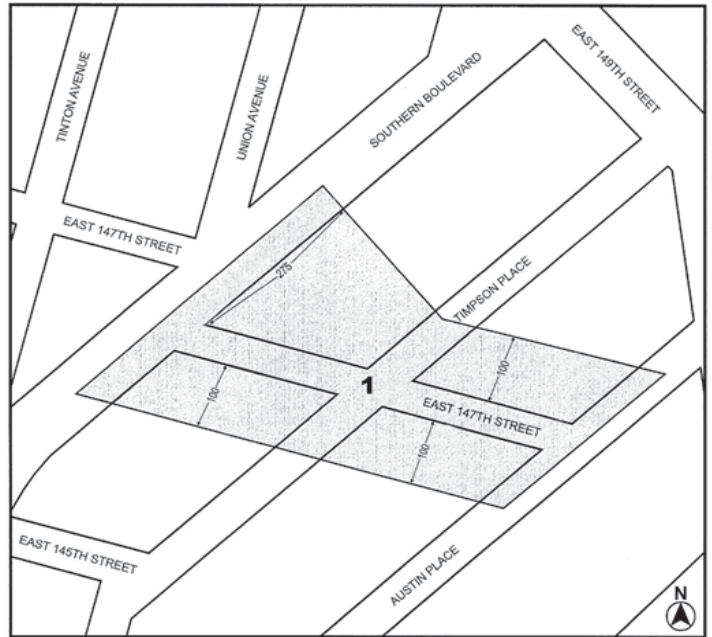 EAST 149TH STREET
TINTON AVENUE
UNION AVENUE
SOUTHERN BOULEVARD
EAST 147TH STREET
275
TIMPSON PLACE
100
1
100
EAST 147TH STREET
100
EAST 145TH STREET
AUSTIN PLACE
N